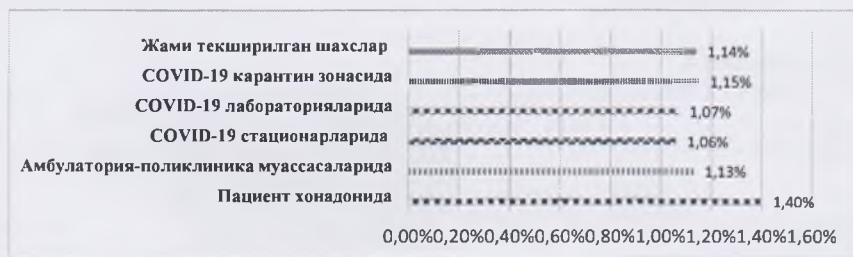 Жами текширилган шахслар 1,14%
COVID-19 карантин зонасида 1,15%
COVID-19 лабораторияларида 1,07%
COVID-19 стационарларида 1,06%
Амбулатория-поликлиника муассасаларида 1,13%
Пациент хонадонида 1,40%
0,00%0,20%0,40%0,60%0,80%1,00%1,20%1,40%1,60%